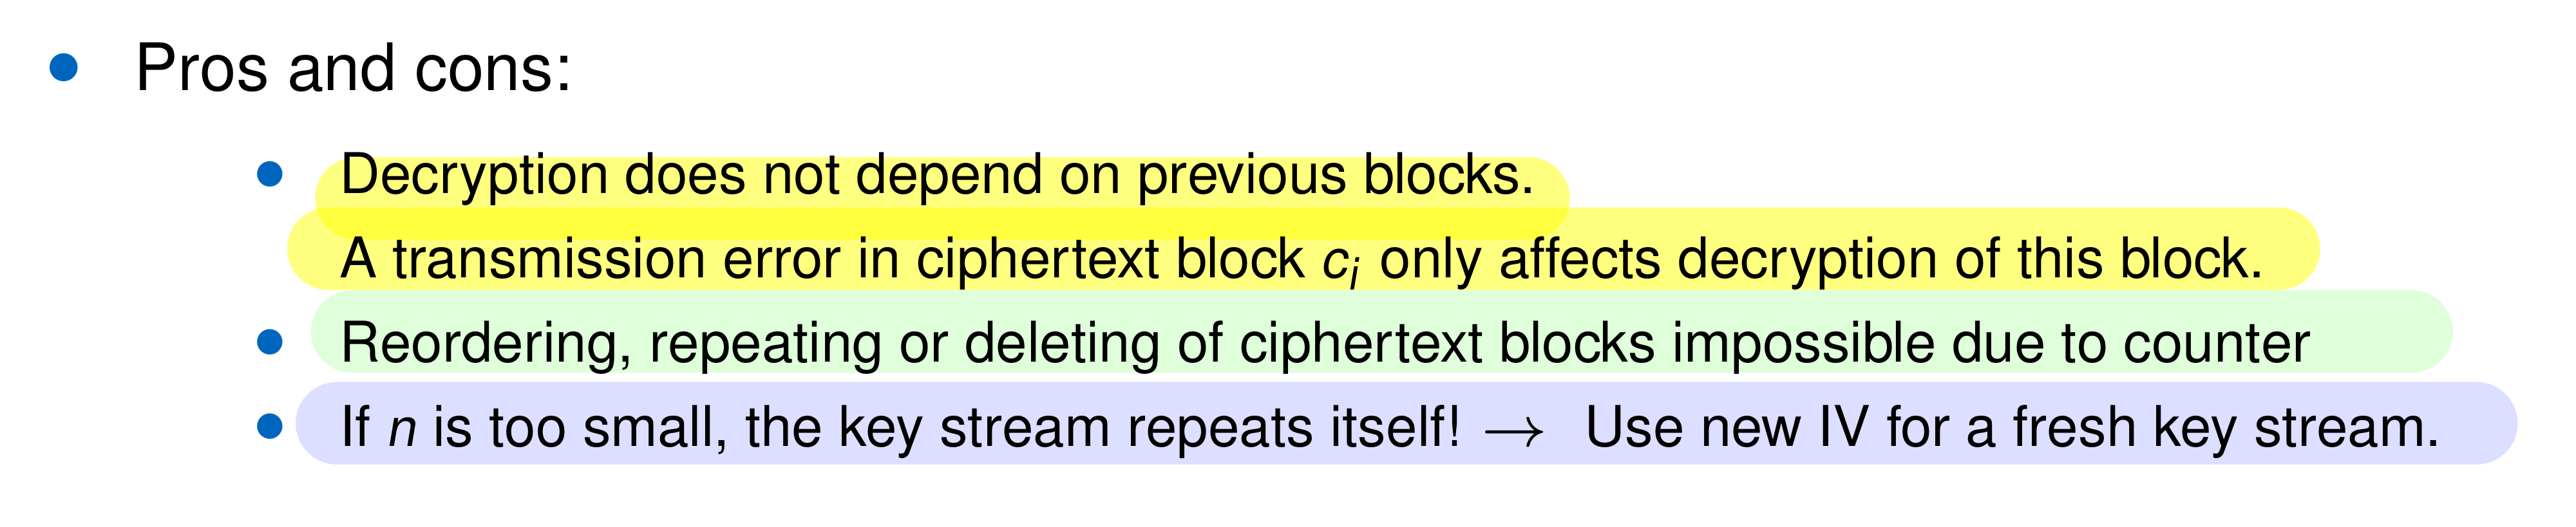 • Pros and cons:
• Decryption does not depend on previous blocks.
A transmission error in ciphertext block cᵢ only affects decryption of this block.
• Reordering, repeating or deleting of ciphertext blocks impossible due to counter
• If n is too small, the key stream repeats itself! → Use new IV for a fresh key stream.